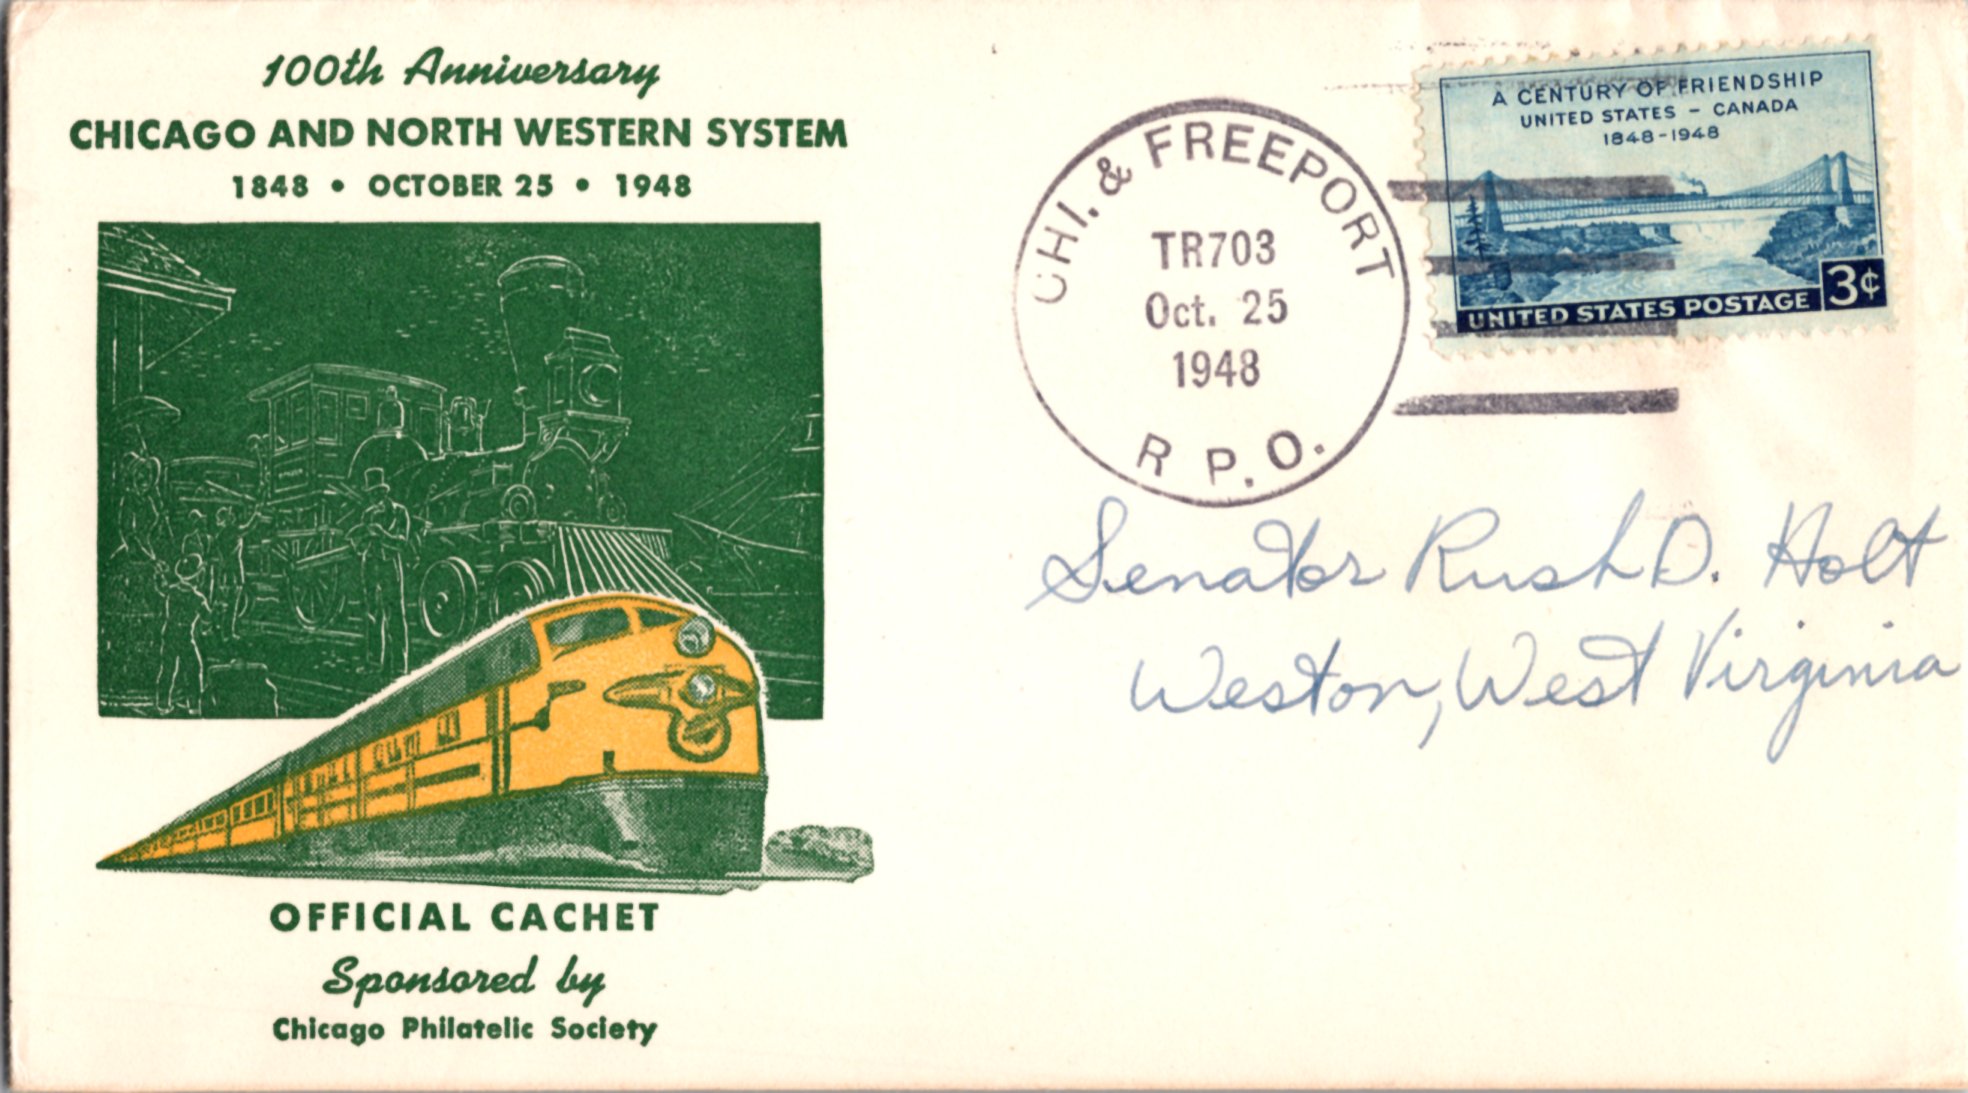 100th Anniversary
CHICAGO AND NORTH WESTERN SYSTEM
1848 • OCTOBER 25 • 1948
OFFICIAL CACHET
Sponsored by
Chicago Philatelic Society
CHI. & FREEPORT
TR703
Oct. 25
1948
R P.O.
A CENTURY OF FRIENDSHIP
UNITED STATES - CANADA
1848-1948
UNITED STATES POSTAGE 3¢
Senator Rush D. Holt
Weston, West Virginia